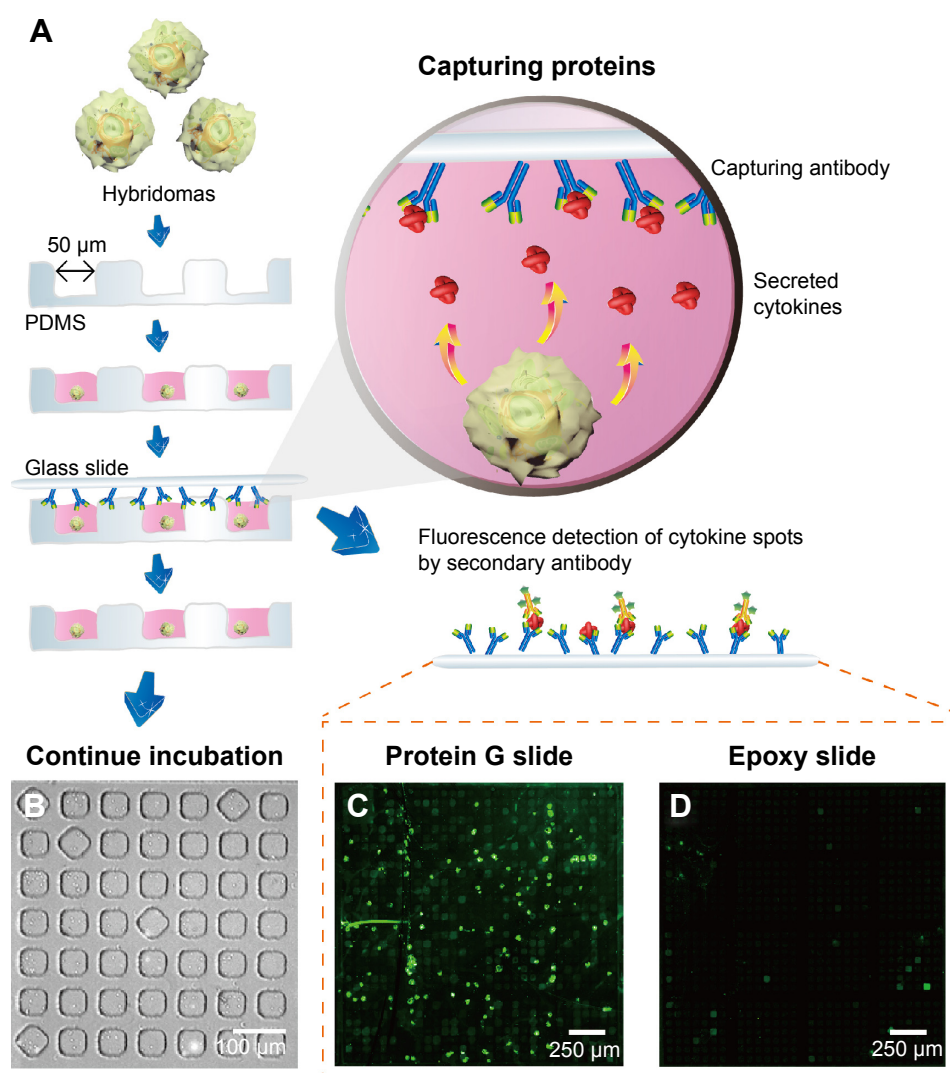 A
Hybridomas
50 μm
PDMS
Glass slide
Capturing proteins
Capturing antibody
Secreted
cytokines
Fluorescence detection of cytokine spots
by secondary antibody
Continue incubation
Protein G slide
Epoxy slide
B
100 μm
C
250 μm
D
250 μm